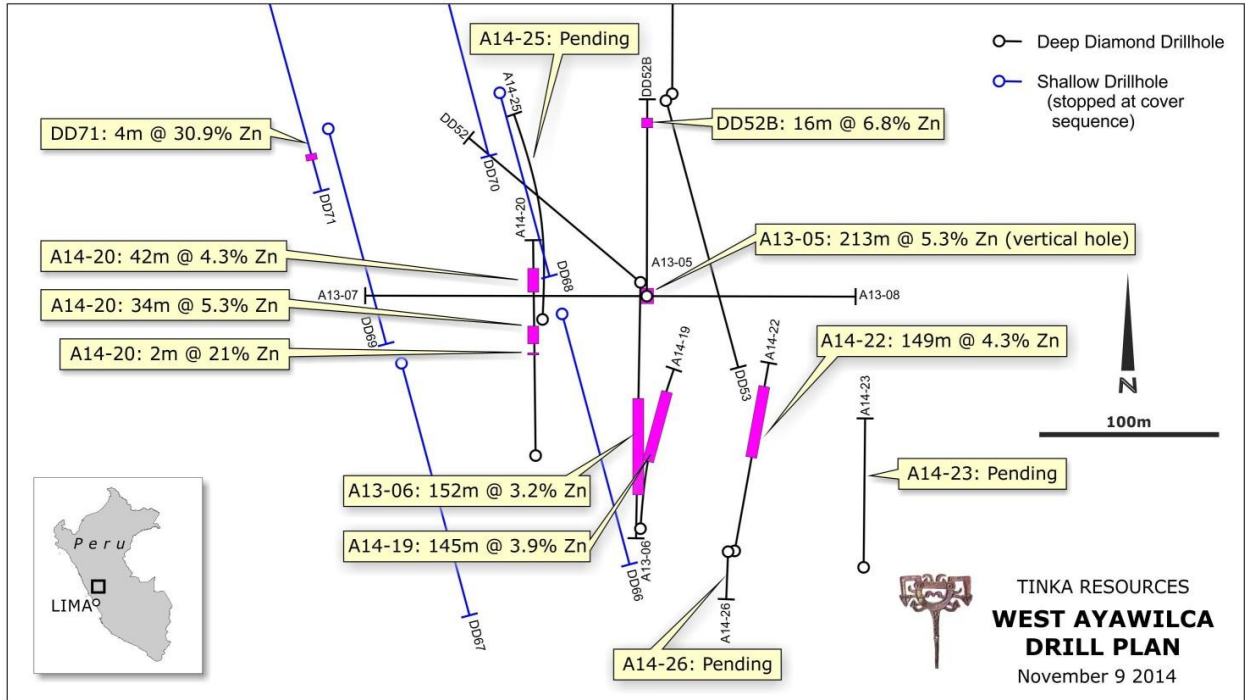 A14-25: Pending
Deep Diamond Drillhole
Shallow Drillhole
(stopped at cover
sequence)
DD71: 4m @ 30.9% Zn
DD52B: 16m @ 6.8% Zn
A14-25
DD52B
DD52
DD70
DD71
A14-20
A13-05: 213m @ 5.3% Zn (vertical hole)
A14-20: 42m @ 4.3% Zn
A13-05
DD68
A13-07
A13-08
A14-20: 34m @ 5.3% Zn
DD69
A14-20: 2m @ 21% Zn
A14-19
A14-22
A14-22: 149m @ 4.3% Zn
DD53
A14-23
N
100m
A14-23: Pending
A13-06: 152m @ 3.2% Zn
A14-19: 145m @ 3.9% Zn
A13-06
DD66
DD67
A14-26
A14-26: Pending
Peru
LIMA
TINKA RESOURCES
WEST AYAWILCA
DRILL PLAN
November 9 2014